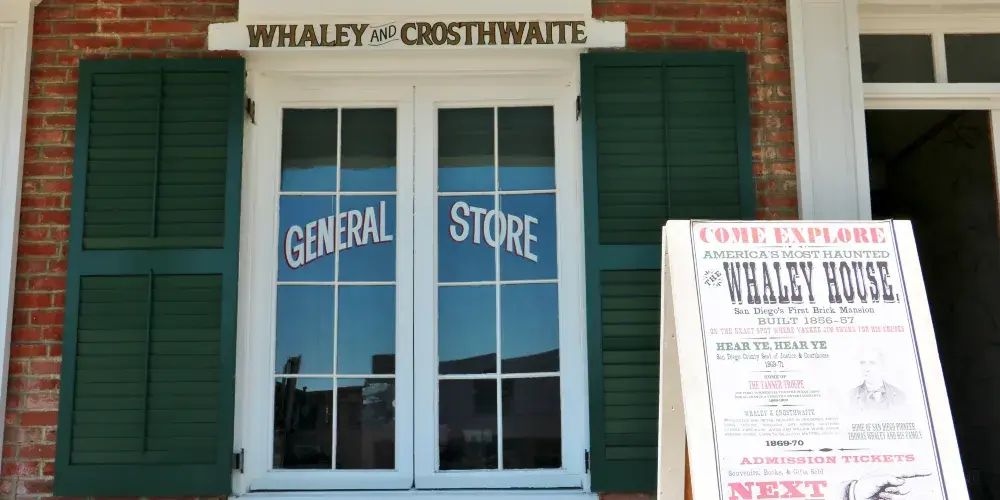 WHALEY AND CROSTHWAITE
GENERAL STORE
COME EXPLORE
AMERICA'S MOST HAUNTED
THE WHALEY HOUSE,
San Diego's First Brick Mansion
BUILT 1856-57
ON THE EXACT SPOT WHERE YANKEE JIM SWUNG FOR HIS CRIMES
HEAR YE, HEAR YE
San Diego County Seat of Justice & Courthouse
1869-71
HOME OF
THE TANNER TROUPE
WHALEY & CROSTHWAITE
1869-70
HOME OF SAN DIEGO PIONEER
THOMAS WHALEY AND HIS FAMILY
ADMISSION TICKETS
Souvenirs, Books, & Gifts Sold
NEXT